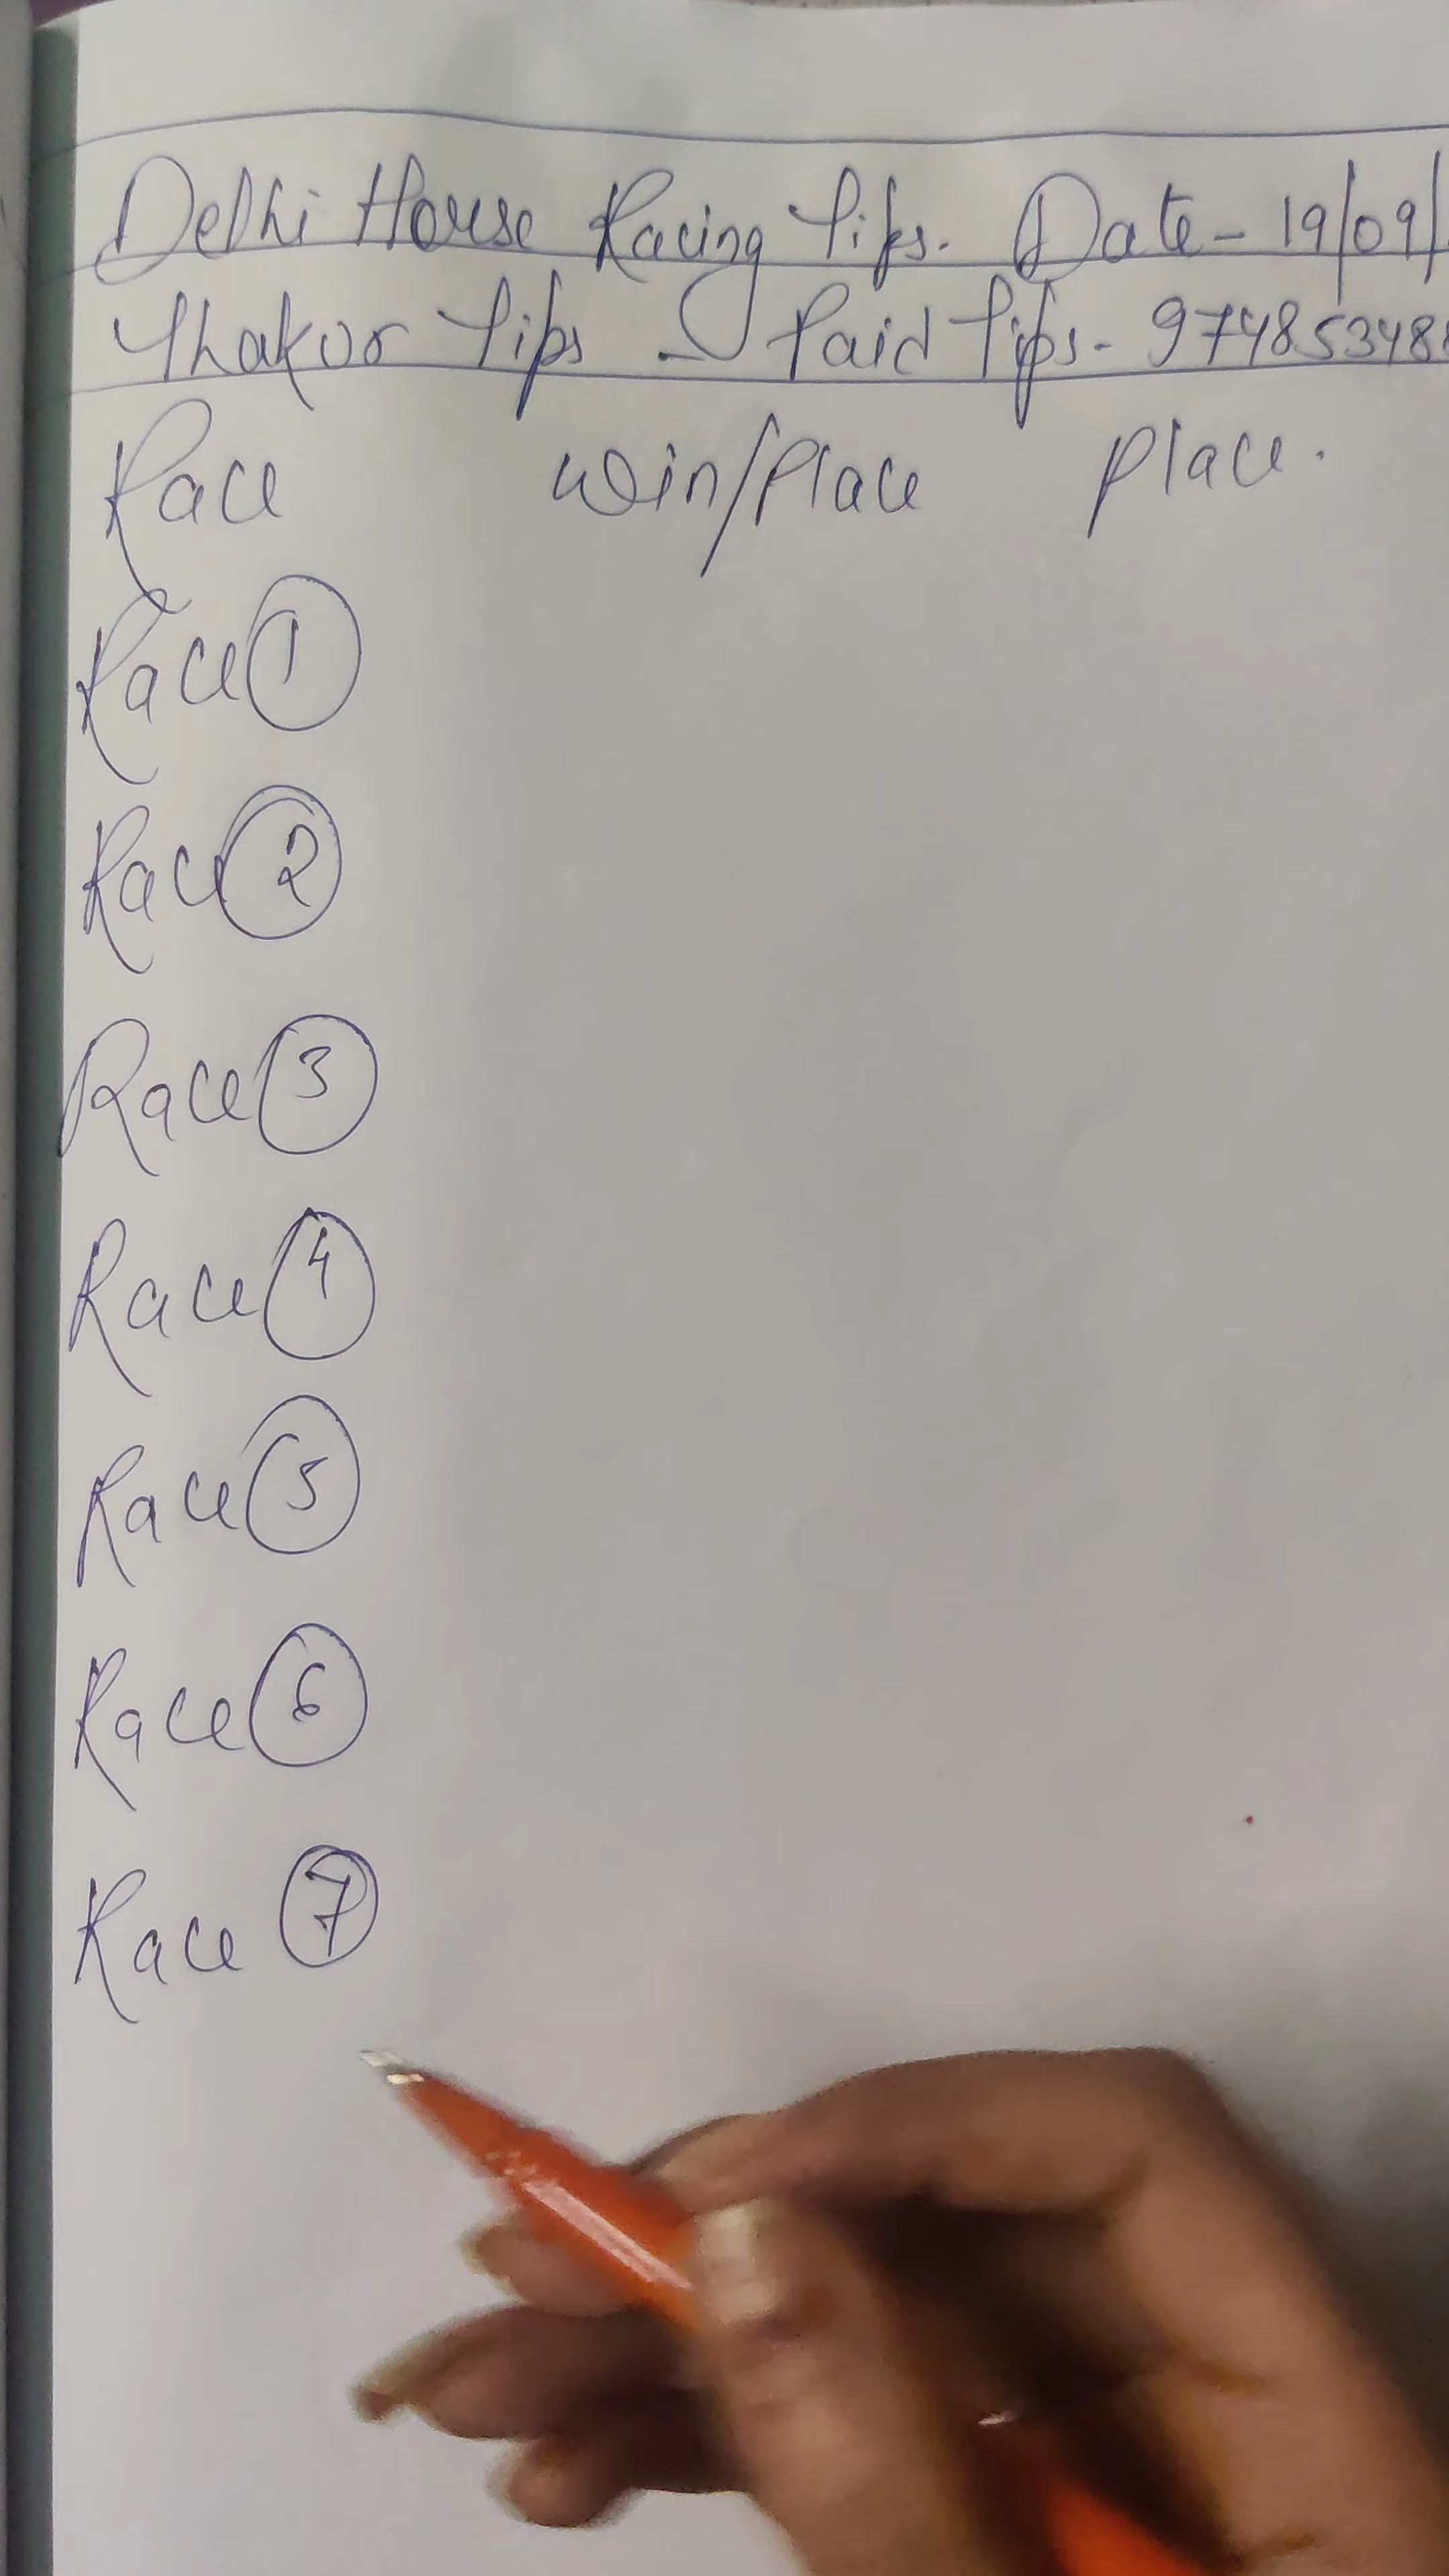 Delhi Horse Racing Tips. Date - 19/09/
Thakur Tips - Paid Tips - 974853481
Race Win/Place Place.
Race 1
Race 2
Race 3
Race 4
Race 5
Race 6
Race 7